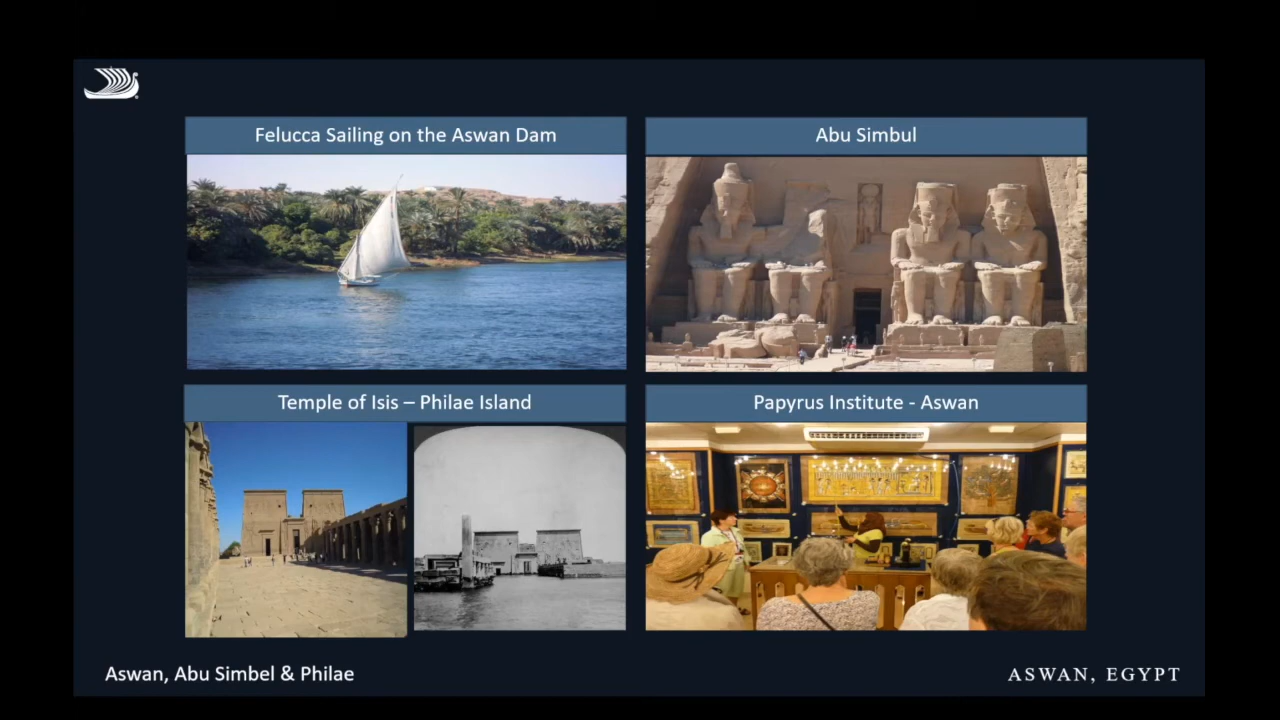 Felucca Sailing on the Aswan Dam
Abu Simbul
Temple of Isis – Philae Island
Papyrus Institute - Aswan
Aswan, Abu Simbel & Philae
ASWAN, EGYPT